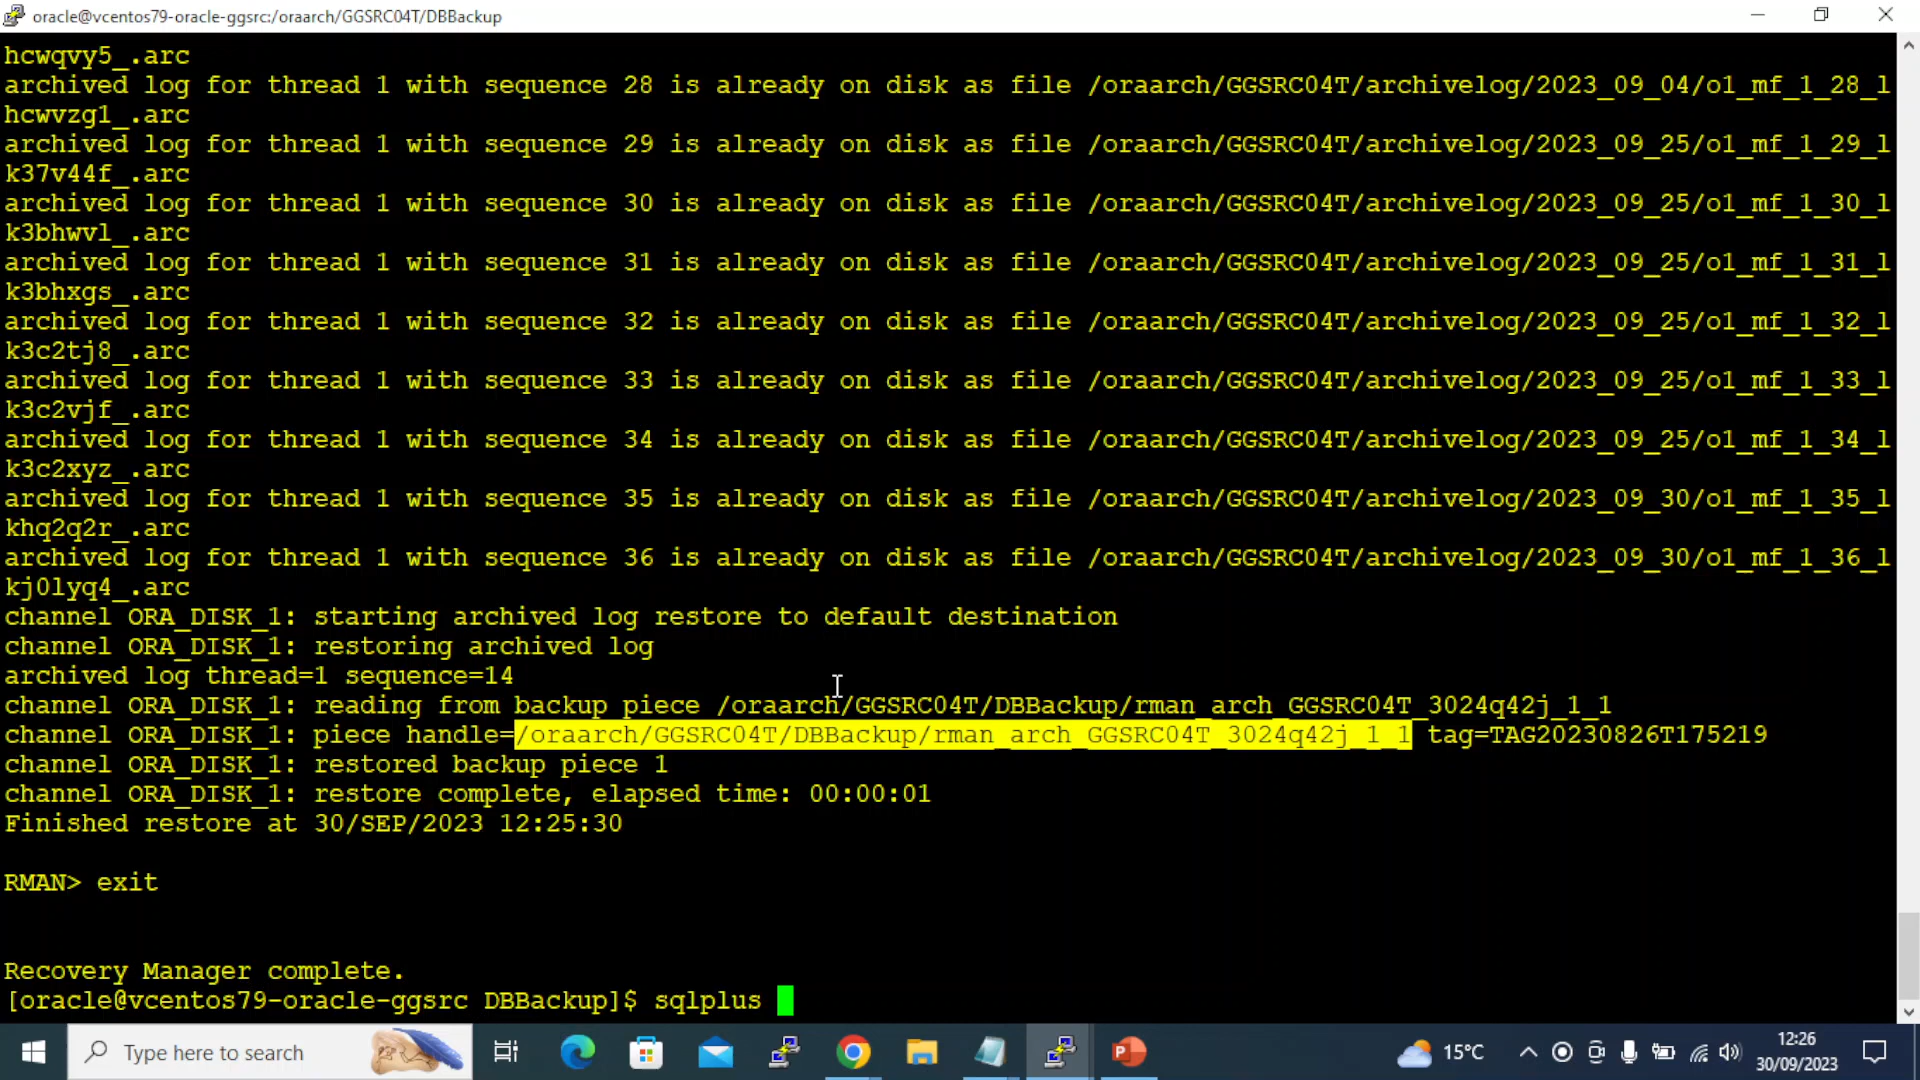 oracle@vcentos79-oracle-ggsrc:/oraarch/GGSRC04T/DBBackup
hcwqvy5_.arc
archived log for thread 1 with sequence 28 is already on disk as file /oraarch/GGSRC04T/archivelog/2023_09_04/o1_mf_1_28_l
hcwvzg1_.arc
archived log for thread 1 with sequence 29 is already on disk as file /oraarch/GGSRC04T/archivelog/2023_09_25/o1_mf_1_29_l
k37v44f_.arc
archived log for thread 1 with sequence 30 is already on disk as file /oraarch/GGSRC04T/archivelog/2023_09_25/o1_mf_1_30_l
k3bhwvl_.arc
archived log for thread 1 with sequence 31 is already on disk as file /oraarch/GGSRC04T/archivelog/2023_09_25/o1_mf_1_31_l
k3bhxgs_.arc
archived log for thread 1 with sequence 32 is already on disk as file /oraarch/GGSRC04T/archivelog/2023_09_25/o1_mf_1_32_l
k3c2tj8_.arc
archived log for thread 1 with sequence 33 is already on disk as file /oraarch/GGSRC04T/archivelog/2023_09_25/o1_mf_1_33_l
k3c2vjf_.arc
archived log for thread 1 with sequence 34 is already on disk as file /oraarch/GGSRC04T/archivelog/2023_09_25/o1_mf_1_34_l
k3c2xyz_.arc
archived log for thread 1 with sequence 35 is already on disk as file /oraarch/GGSRC04T/archivelog/2023_09_30/o1_mf_1_35_l
khq2q2r_.arc
archived log for thread 1 with sequence 36 is already on disk as file /oraarch/GGSRC04T/archivelog/2023_09_30/o1_mf_1_36_l
kj0lyq4_.arc
channel ORA_DISK_1: starting archived log restore to default destination
channel ORA_DISK_1: restoring archived log
archived log thread=1 sequence=14
channel ORA_DISK_1: reading from backup piece /oraarch/GGSRC04T/DBBackup/rman_arch_GGSRC04T_3024q42j_1_1
channel ORA_DISK_1: piece handle=/oraarch/GGSRC04T/DBBackup/rman_arch_GGSRC04T_3024q42j_1_1 tag=TAG20230826T175219
channel ORA_DISK_1: restored backup piece 1
channel ORA_DISK_1: restore complete, elapsed time: 00:00:01
Finished restore at 30/SEP/2023 12:25:30
RMAN> exit
Recovery Manager complete.
[oracle@vcentos79-oracle-ggsrc DBBackup]$ sqlplus
Type here to search
15°C
12:26
30/09/2023